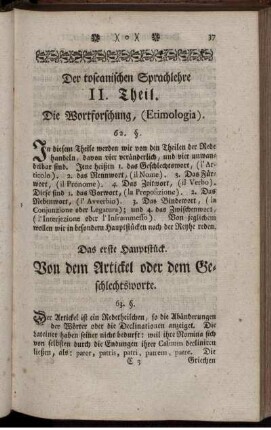 )o( 37
Der toscanischen Sprachlehre
II. Theil.
Die Wortforschung, (Etimologia).
62. §.
In diesem Theile werden wir von den Theilen der Rede
handeln, davon vier veränderlich, und vier unwan-
delbar sind. Jene heißen 1. das Geschlechtswort, (l'Ar-
ticolo). 2. das Nennwort, (il Nome). 3. Das Für-
wort, (il Pronome). 4. Das Zeitwort, (il Verbo).
Diese sind 1. das Vorwort, (la Preposizione). 2. Das
Nebenwort, (l'Avverbio). 3. Das Bindewort, (la
Conjunzione oder Legatura); und 4. das Zwischenwort,
(l'Interjezione oder l'Intrammesso). Von jeglichem
wollen wir in besondern Hauptstücken nach der Reyhe reden.
Das erste Hauptstück.
Von dem Artickel oder dem Ge-
schlechtsworte.
63. §.
Der Artickel ist ein Redetheilchen, so die Abänderungen
der Wörter oder die Declinationen anzeiget. Die
Lateiner haben seiner nicht bedurft: weil ihre Nomina sich
von selbsten durch die Endungen ihrer Casuum decliniren
ließen, als: pater, patris, patri, patrem, patre. Die
C 3 Griechen